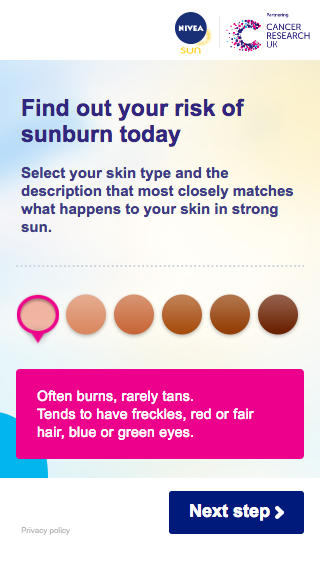 NIVEA
sun
Partnering
CANCER
RESEARCH
UK
Find out your risk of
sunburn today
Select your skin type and the
description that most closely matches
what happens to your skin in strong
sun.
Often burns, rarely tans.
Tends to have freckles, red or fair
hair, blue or green eyes.
Next step
Privacy policy